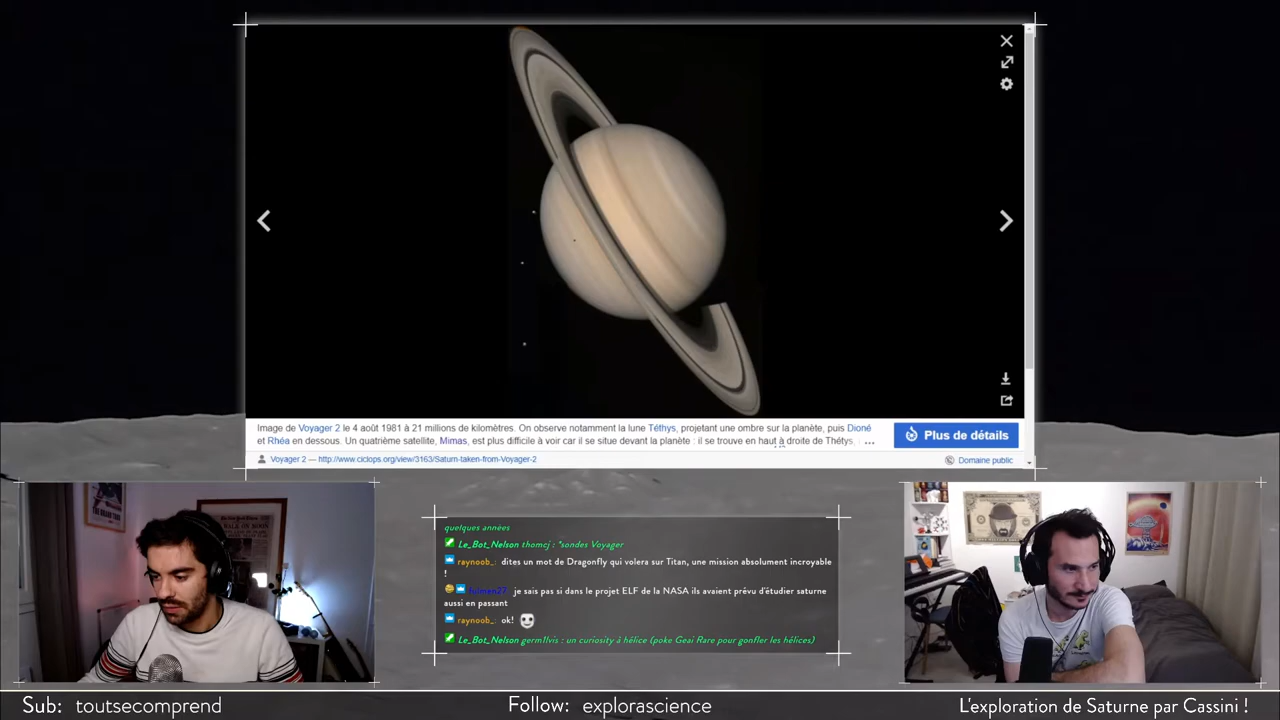 Image de Voyager 2 le 4 août 1981 à 21 millions de kilomètres. On observe notamment la lune Téthys, projetant une ombre sur la planète, puis Dioné
et Rhéa en dessous. Un quatrième satellite, Mimas, est plus difficile à voir car il se situe devant la planète : il se trouve en haut à droite de Thétys, ...
Plus de détails
Voyager 2 — http://www.ciclops.org/view/3163/Saturn-taken-from-Voyager-2
Domaine public
quelques années
Le_Bot_Nelson thomcj : *sondes Voyager
raynoob_: dites un mot de Dragonfly qui volera sur Titan, une mission absolument incroyable
!
je sais pas si dans le projet ELF de la NASA ils avaient prévu d'étudier saturne
aussi en passant
raynoob_: ok!
Le_Bot_Nelson germ1lvis : un curiosity à hélice (poke Geai Rare pour gonfler les hélices)
Sub: toutsecomprend
Follow: explorascience
L'exploration de Saturne par Cassini !